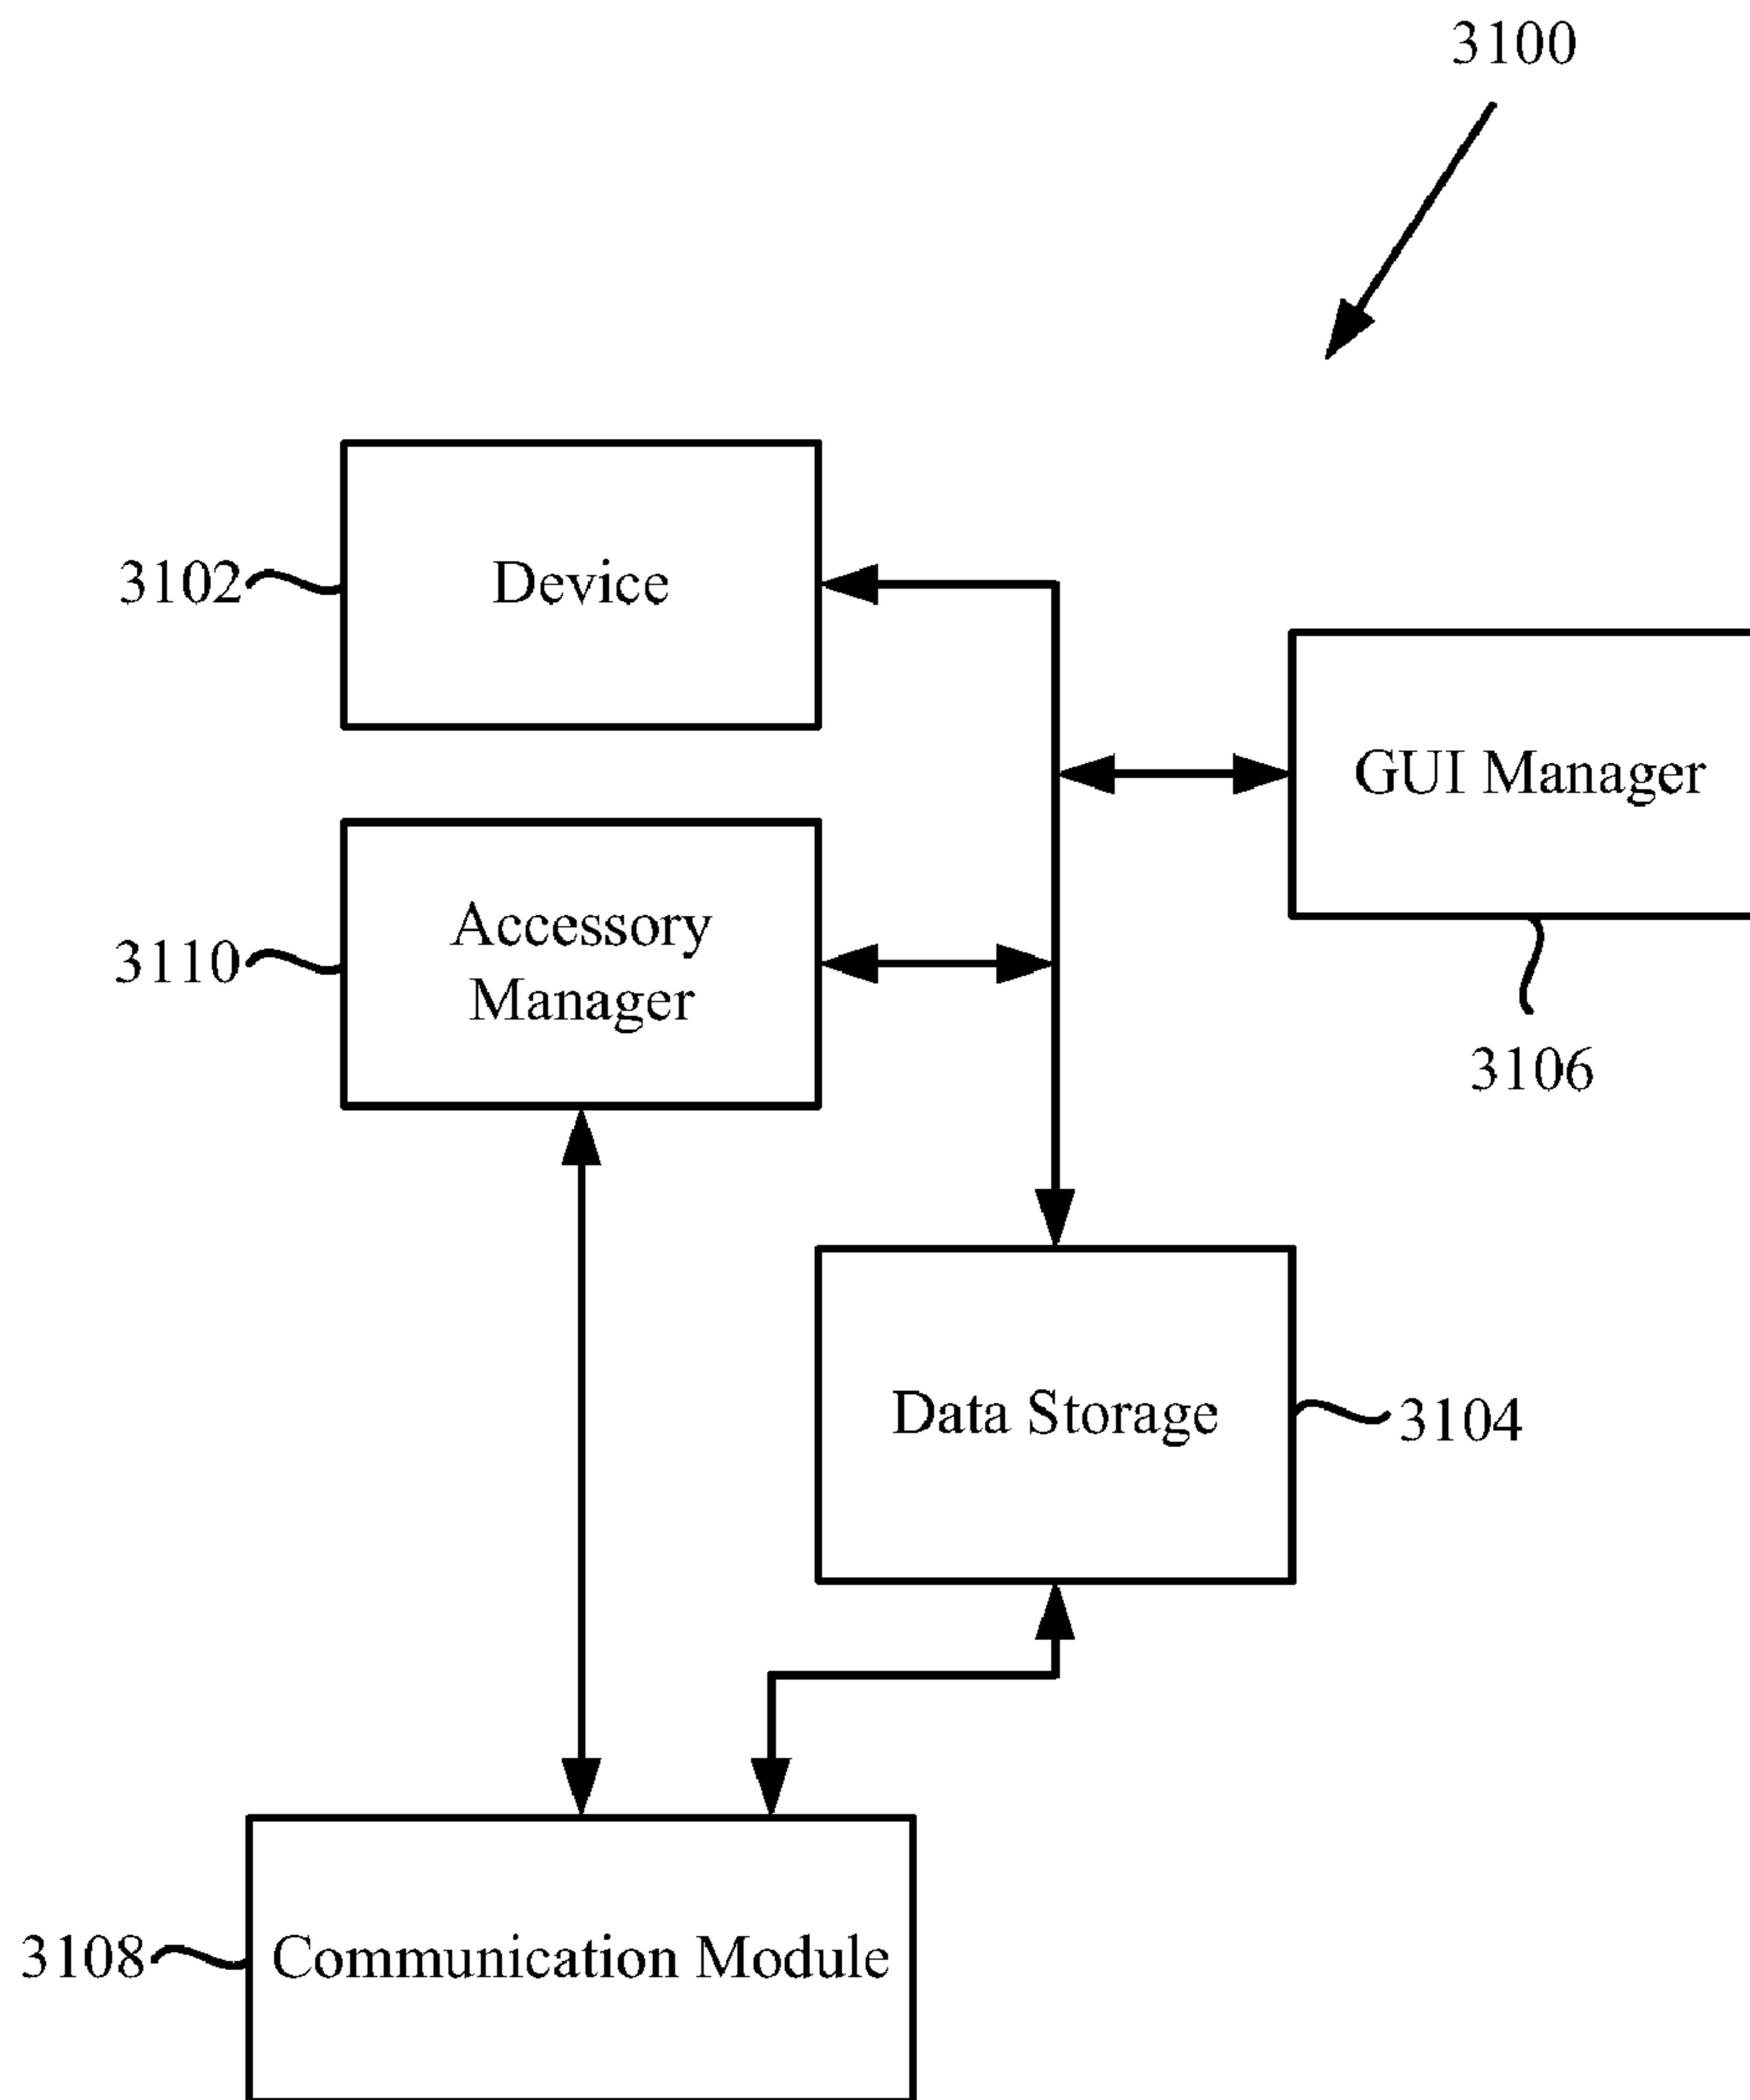 3100
3102
Device
GUI Manager
3110
Accessory
Manager
3106
Data Storage
3104
3108
Communication Module